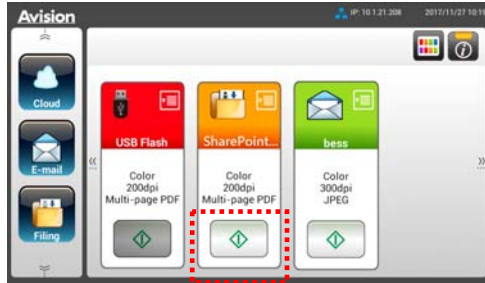 Avision
IP: 10.1.21.208 2017/11/27 10:19
Cloud
E-mail
Filing
USB Flash
Color
200dpi
Multi-page PDF
SharePoint...
Color
200dpi
Multi-page PDF
bess
Color
300dpi
JPEG